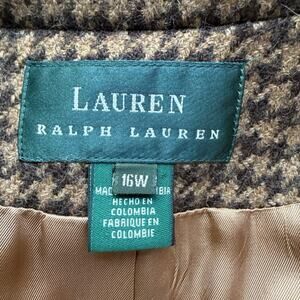 LAUREN
RALPH LAUREN
16W
HECHO EN
COLOMBIA
FABRIQUE EN
COLOMBIE